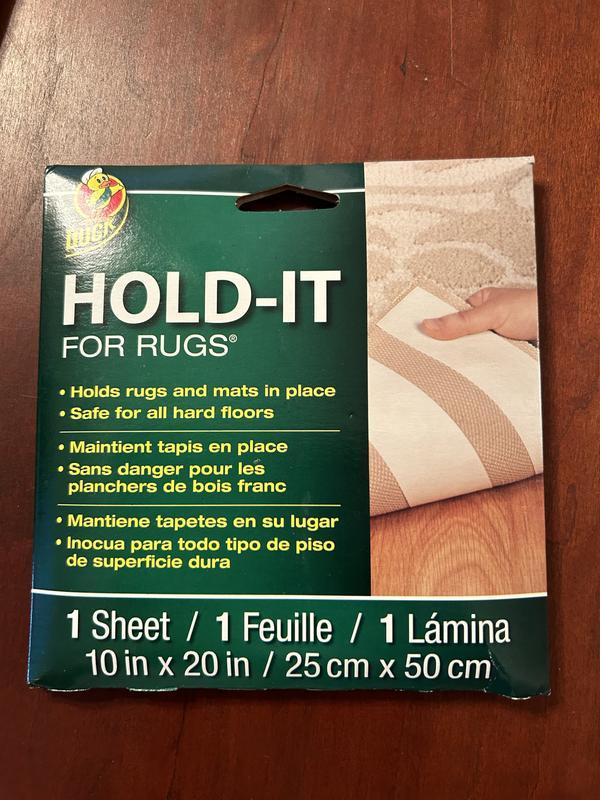 DUCK
HOLD-IT
FOR RUGS®
• Holds rugs and mats in place
• Safe for all hard floors
• Maintient tapis en place
• Sans danger pour les
planchers de bois franc
• Mantiene tapetes en su lugar
• Inocua para todo tipo de piso
de superficie dura
1 Sheet / 1 Feuille / 1 Lámina
10 in x 20 in / 25 cm x 50 cm